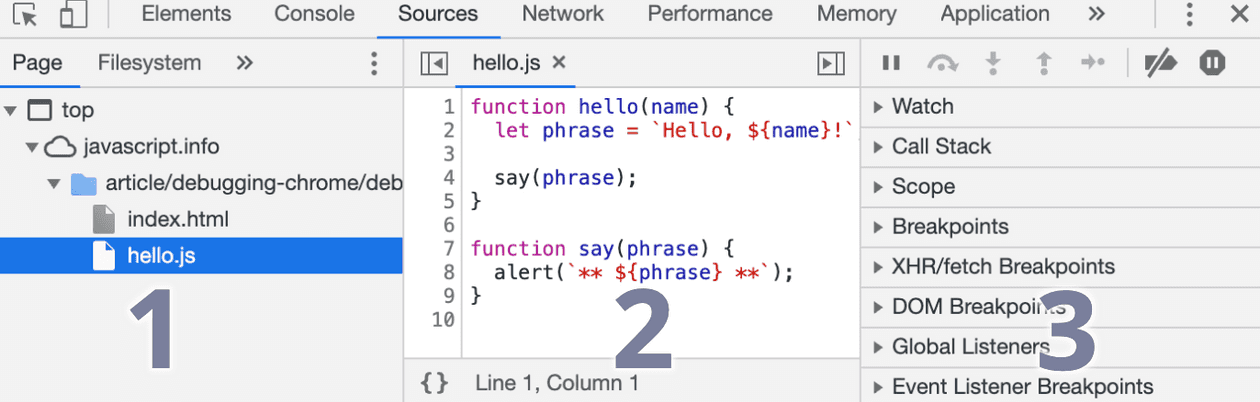 Elements Console Sources Network Performance Memory Application »
Page Filesystem »
top
javascript.info
article/debugging-chrome/deb
index.html
hello.js
1
hello.js ×
1 function hello(name) {
2 let phrase = `Hello, ${name}!`
3
4 say(phrase);
5 }
6
7 function say(phrase) {
8 alert(`** ${phrase} **`);
9 }
10
2
{} Line 1, Column 1
Watch
Call Stack
Scope
Breakpoints
XHR/fetch Breakpoints
DOM Breakpoints
Global Listeners
Event Listener Breakpoints
3